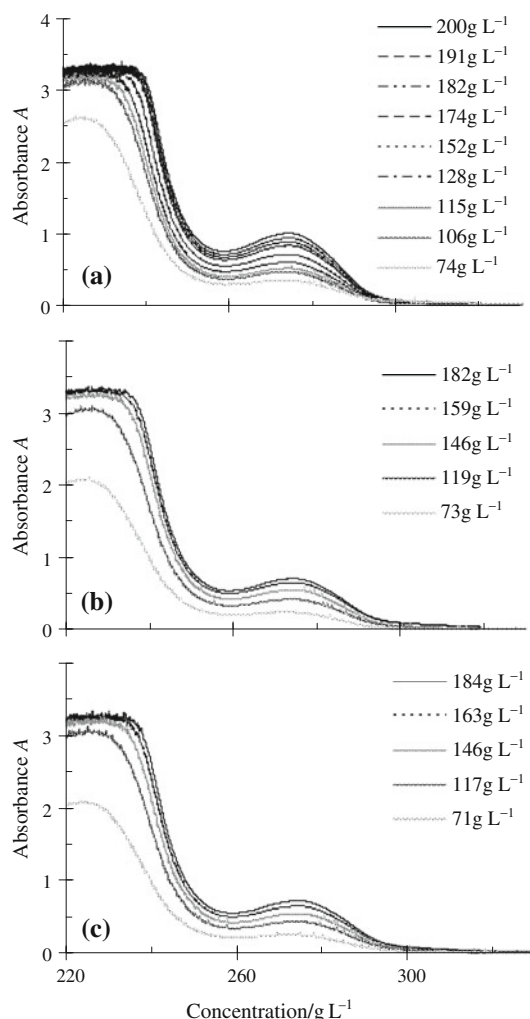 4
3
2
1
0
Absorbance A
(a)
200g L⁻¹
191g L⁻¹
182g L⁻¹
174g L⁻¹
152g L⁻¹
128g L⁻¹
115g L⁻¹
106g L⁻¹
74g L⁻¹
3
2
1
0
Absorbance A
(b)
182g L⁻¹
159g L⁻¹
146g L⁻¹
119g L⁻¹
73g L⁻¹
3
2
1
0
Absorbance A
(c)
184g L⁻¹
163g L⁻¹
146g L⁻¹
117g L⁻¹
71g L⁻¹
220 260 300
Concentration/g L⁻¹